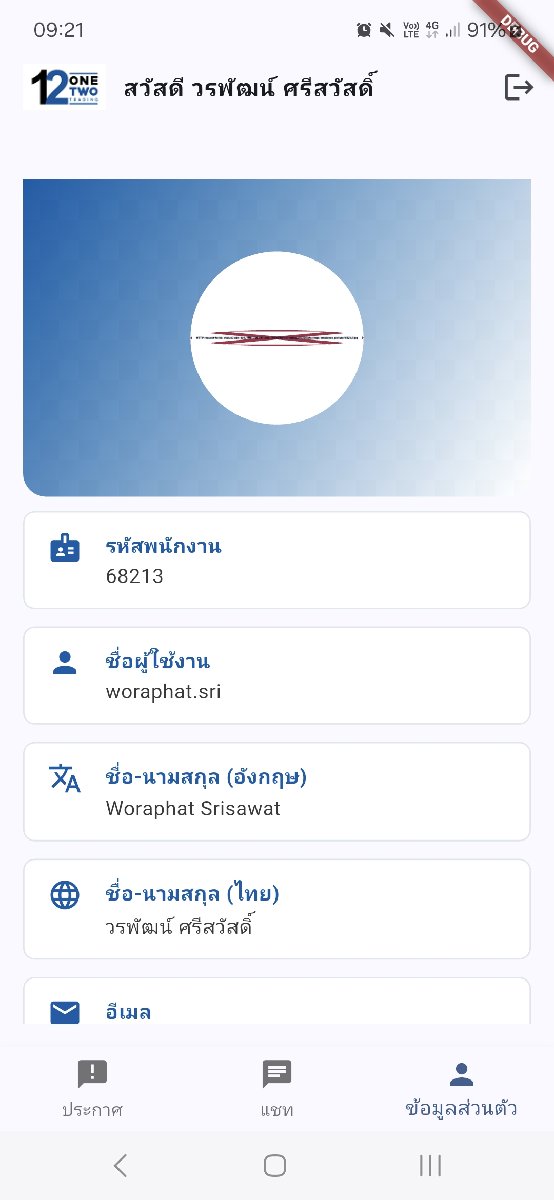 09:21
Vo)) LTE 4G 91%
DEBUG
12 ONE TWO TRADING
สวัสดี วรพัฒน์ ศรีสวัสดิ์
รหัสพนักงาน
68213
ชื่อผู้ใช้งาน
woraphat.sri
ชื่อ-นามสกุล (อังกฤษ)
Woraphat Srisawat
ชื่อ-นามสกุล (ไทย)
วรพัฒน์ ศรีสวัสดิ์
อีเมล
ประกาศ
แชท
ข้อมูลส่วนตัว